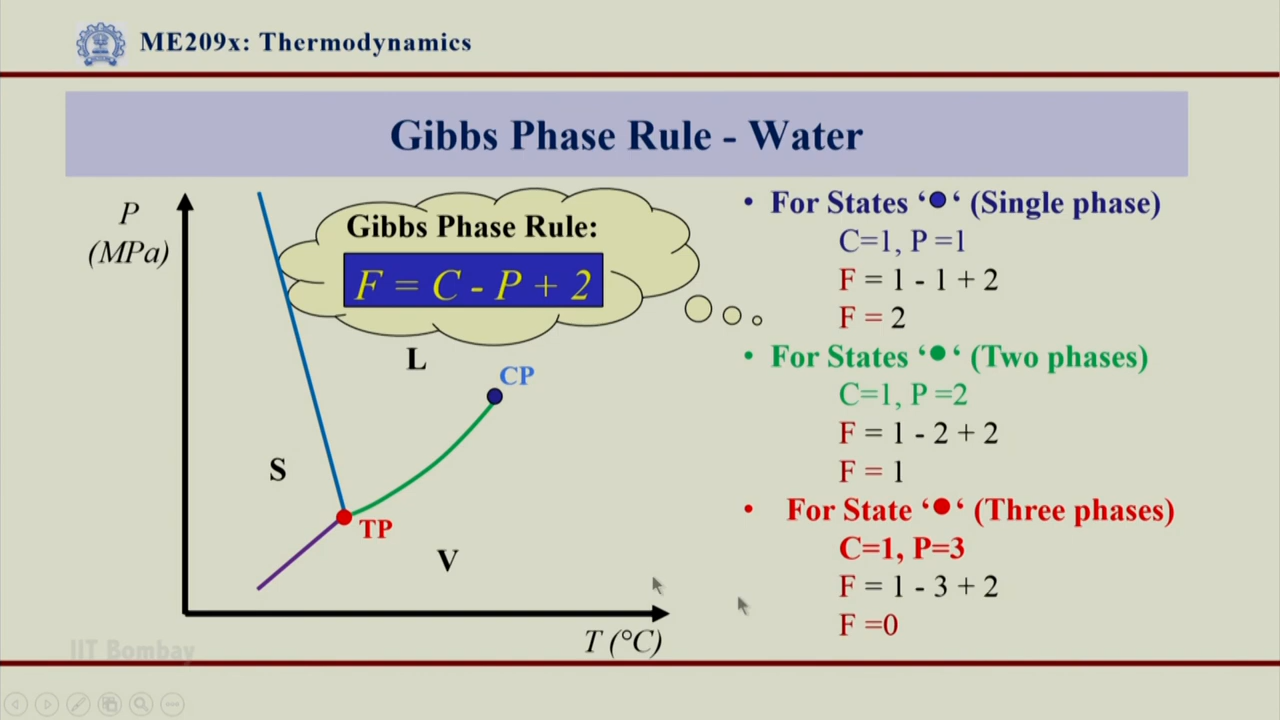 ME209x: Thermodynamics
Gibbs Phase Rule - Water
P
(MPa)
Gibbs Phase Rule:
F = C - P + 2
L
CP
S
TP
V
T (°C)
• For States ‘●‘ (Single phase)
C=1, P =1
F = 1 - 1 + 2
F = 2
• For States ‘●‘ (Two phases)
C=1, P =2
F = 1 - 2 + 2
F = 1
• For State ‘●‘ (Three phases)
C=1, P=3
F = 1 - 3 + 2
F =0
IIT Bombay